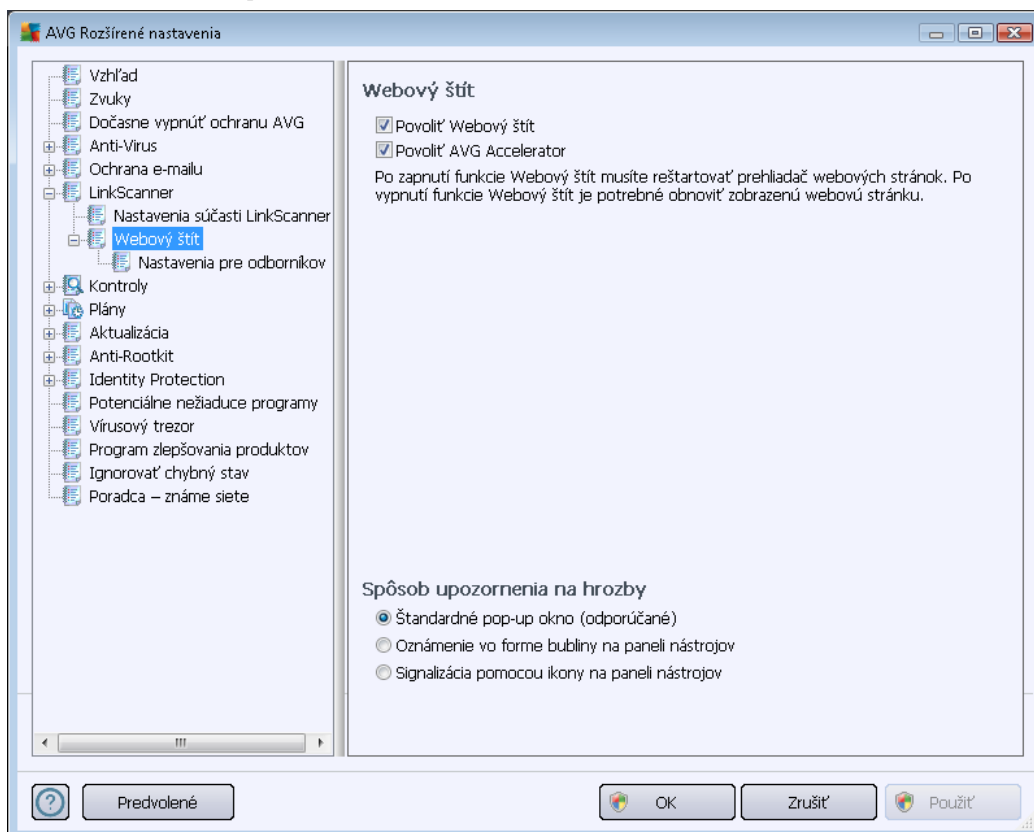 AVG Rozšírené nastavenia
Vzhľad
Zvuky
Dočasne vypnúť ochranu AVG
Anti-Virus
Ochrana e-mailu
LinkScanner
Nastavenia súčasti LinkScanner
Webový štít
Nastavenia pre odborníkov
Kontroly
Plány
Aktualizácia
Anti-Rootkit
Identity Protection
Potenciálne nežiaduce programy
Vírusový trezor
Program zlepšovania produktov
Ignorovať chybný stav
Poradca – známe siete
Webový štít
Povoliť Webový štít
Povoliť AVG Accelerator
Po zapnutí funkcie Webový štít musíte reštartovať prehliadač webových stránok. Po
vypnutí funkcie Webový štít je potrebné obnoviť zobrazenú webovú stránku.
Spôsob upozornenia na hrozby
Štandardné pop-up okno (odporúčané)
Oznámenie vo forme bubliny na paneli nástrojov
Signalizácia pomocou ikony na paneli nástrojov
Predvolené
OK
Zrušiť
Použiť